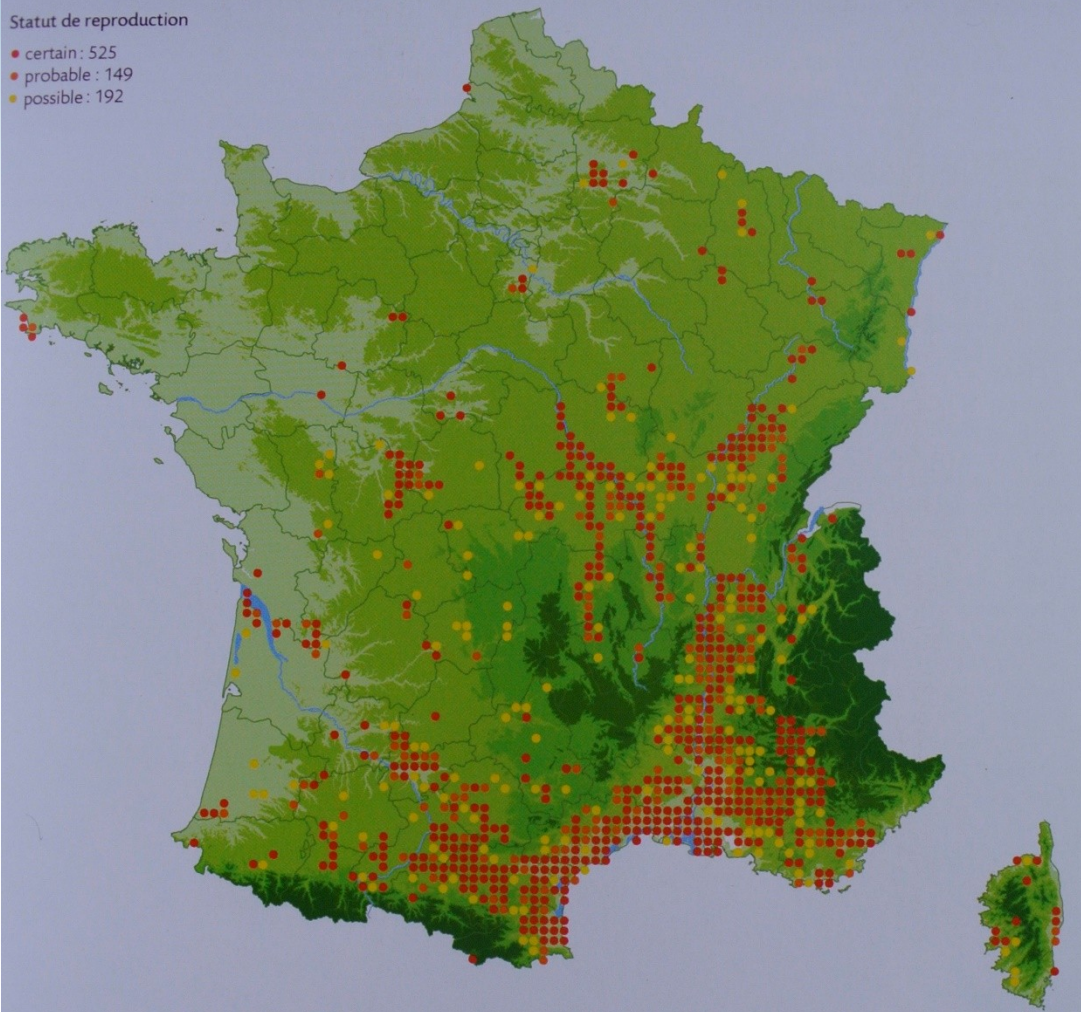 Statut de reproduction
certain : 525
probable : 149
possible : 192